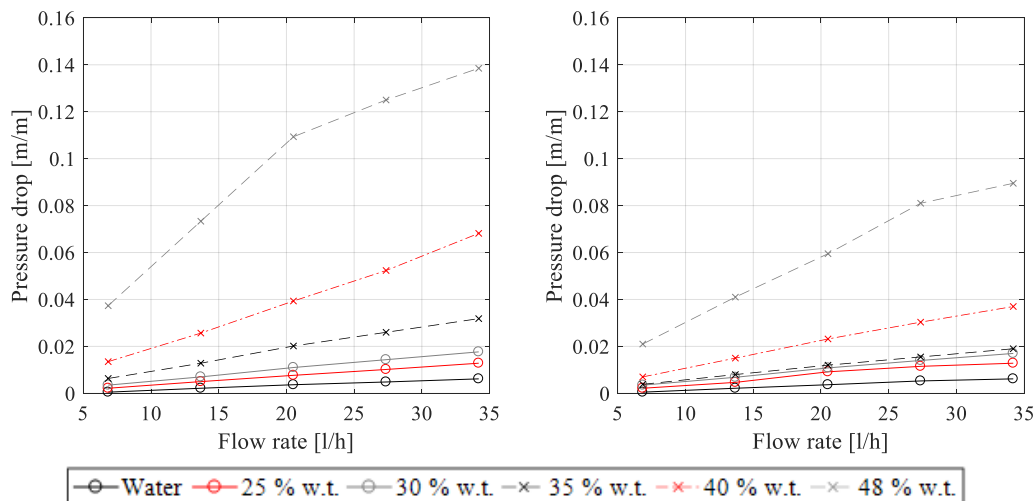 0.16
0.14
0.12
0.1
0.08
0.06
0.04
0.02
0
Pressure drop [m/m]
5 10 15 20 25 30 35
Flow rate [l/h]
0.16
0.14
0.12
0.1
0.08
0.06
0.04
0.02
0
Pressure drop [m/m]
5 10 15 20 25 30 35
Flow rate [l/h]
Water 25 % w.t. 30 % w.t. 35 % w.t. 40 % w.t. 48 % w.t.